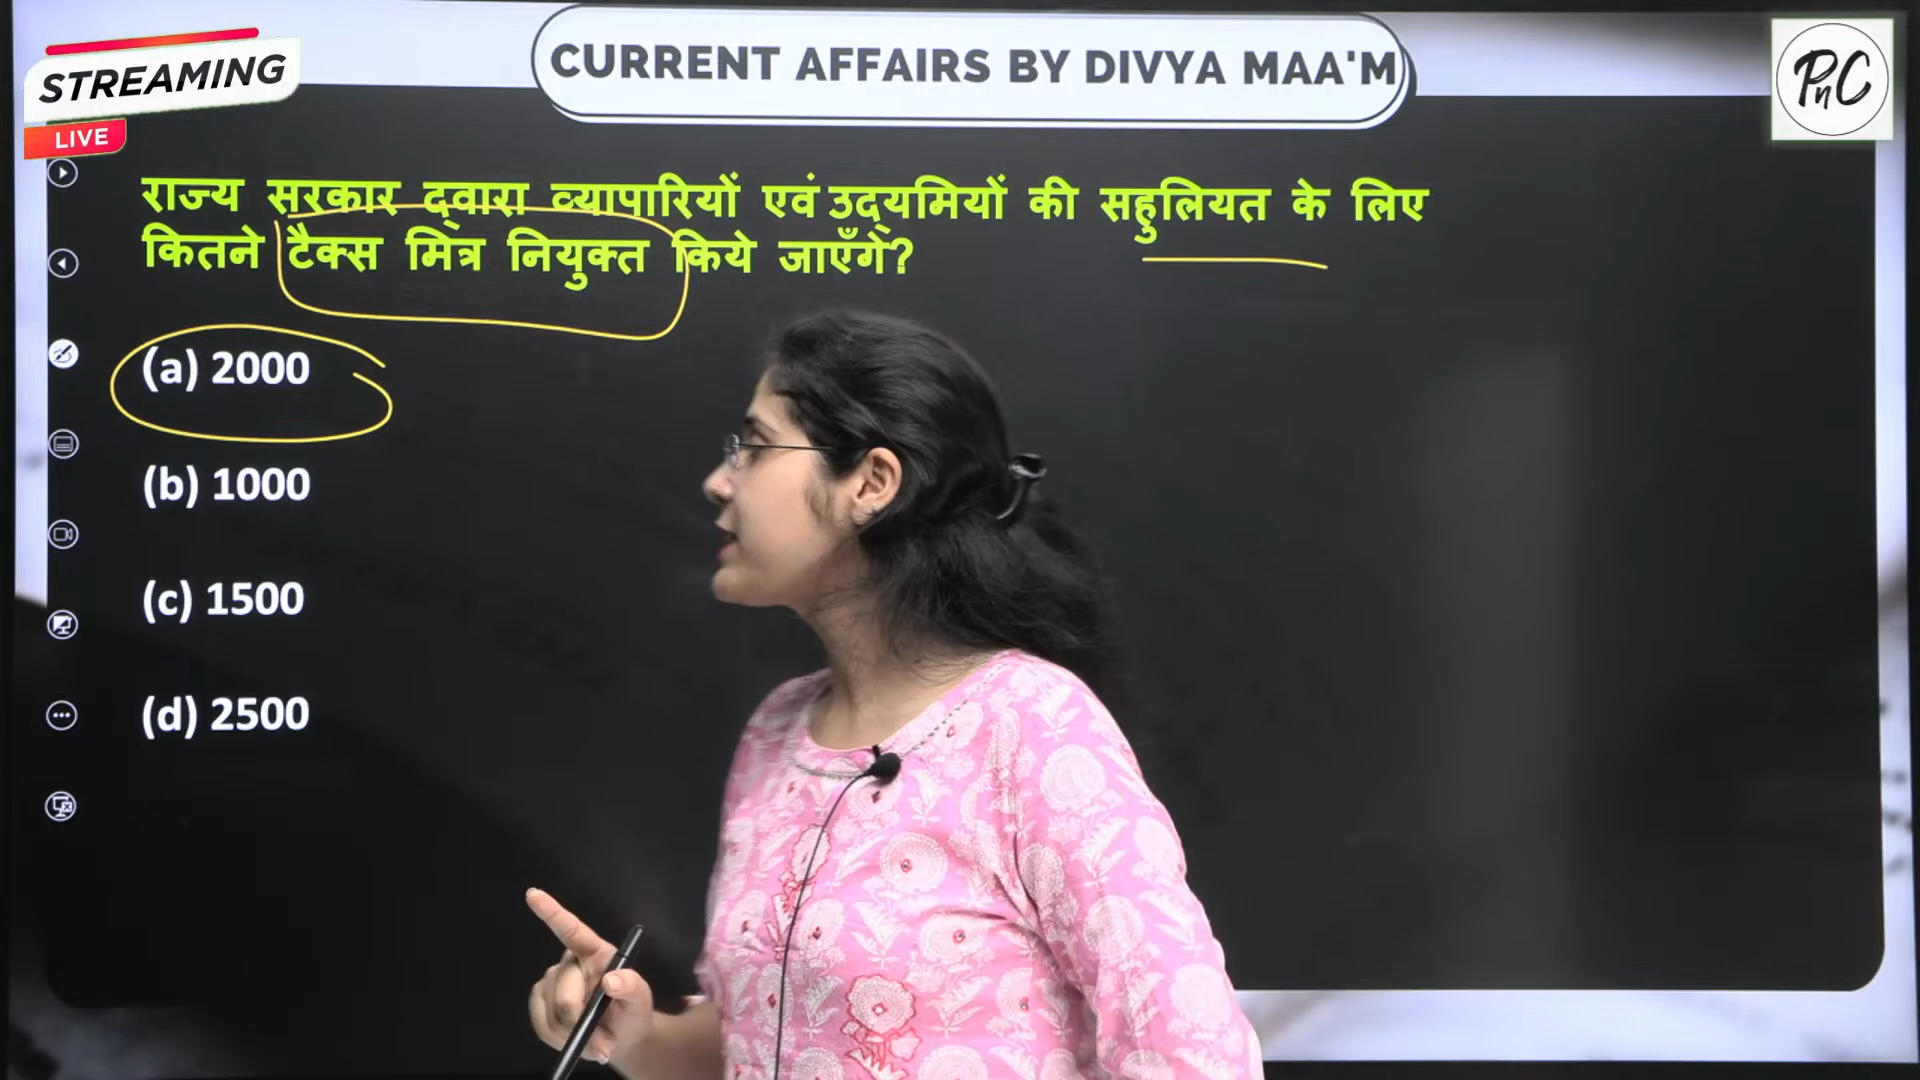 STREAMING
LIVE
CURRENT AFFAIRS BY DIVYA MAA'M
PnC
राज्य सरकार द्वारा व्यापारियों एवं उद्यमियों की सहुलियत के लिए
कितने टैक्स मित्र नियुक्त किये जाएँगे?
(a) 2000
(b) 1000
(c) 1500
(d) 2500